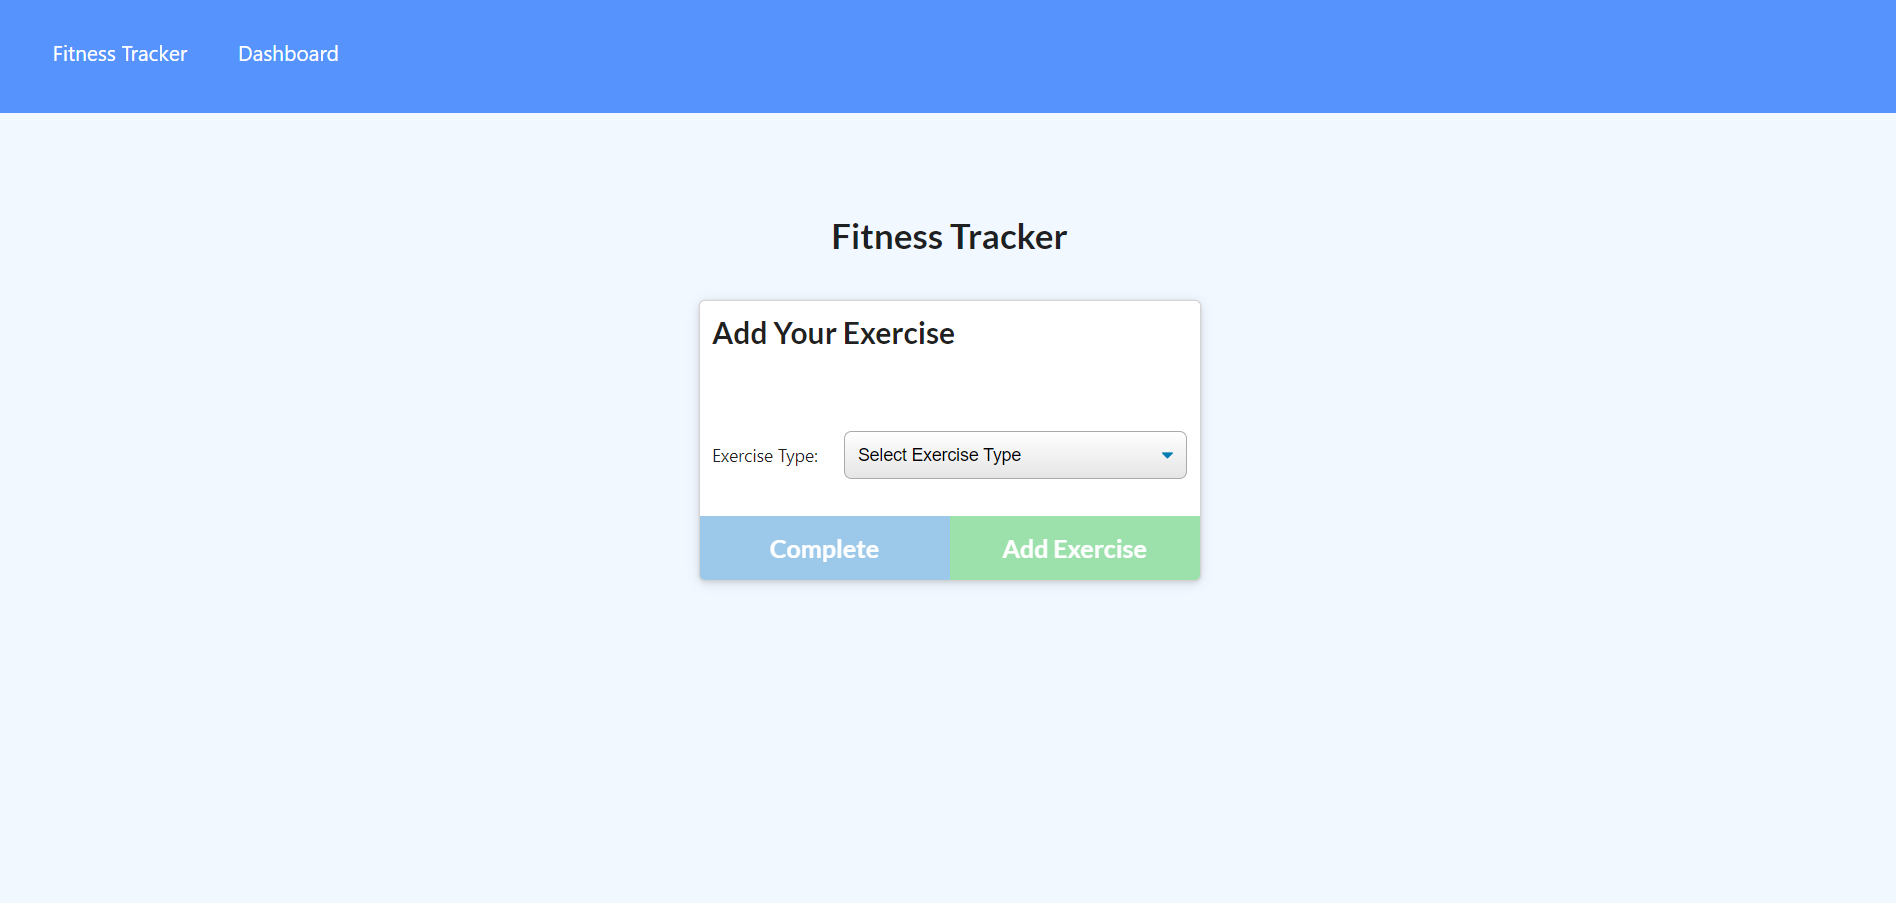 Fitness Tracker Dashboard
Fitness Tracker
Add Your Exercise
Exercise Type: Select Exercise Type
Complete Add Exercise